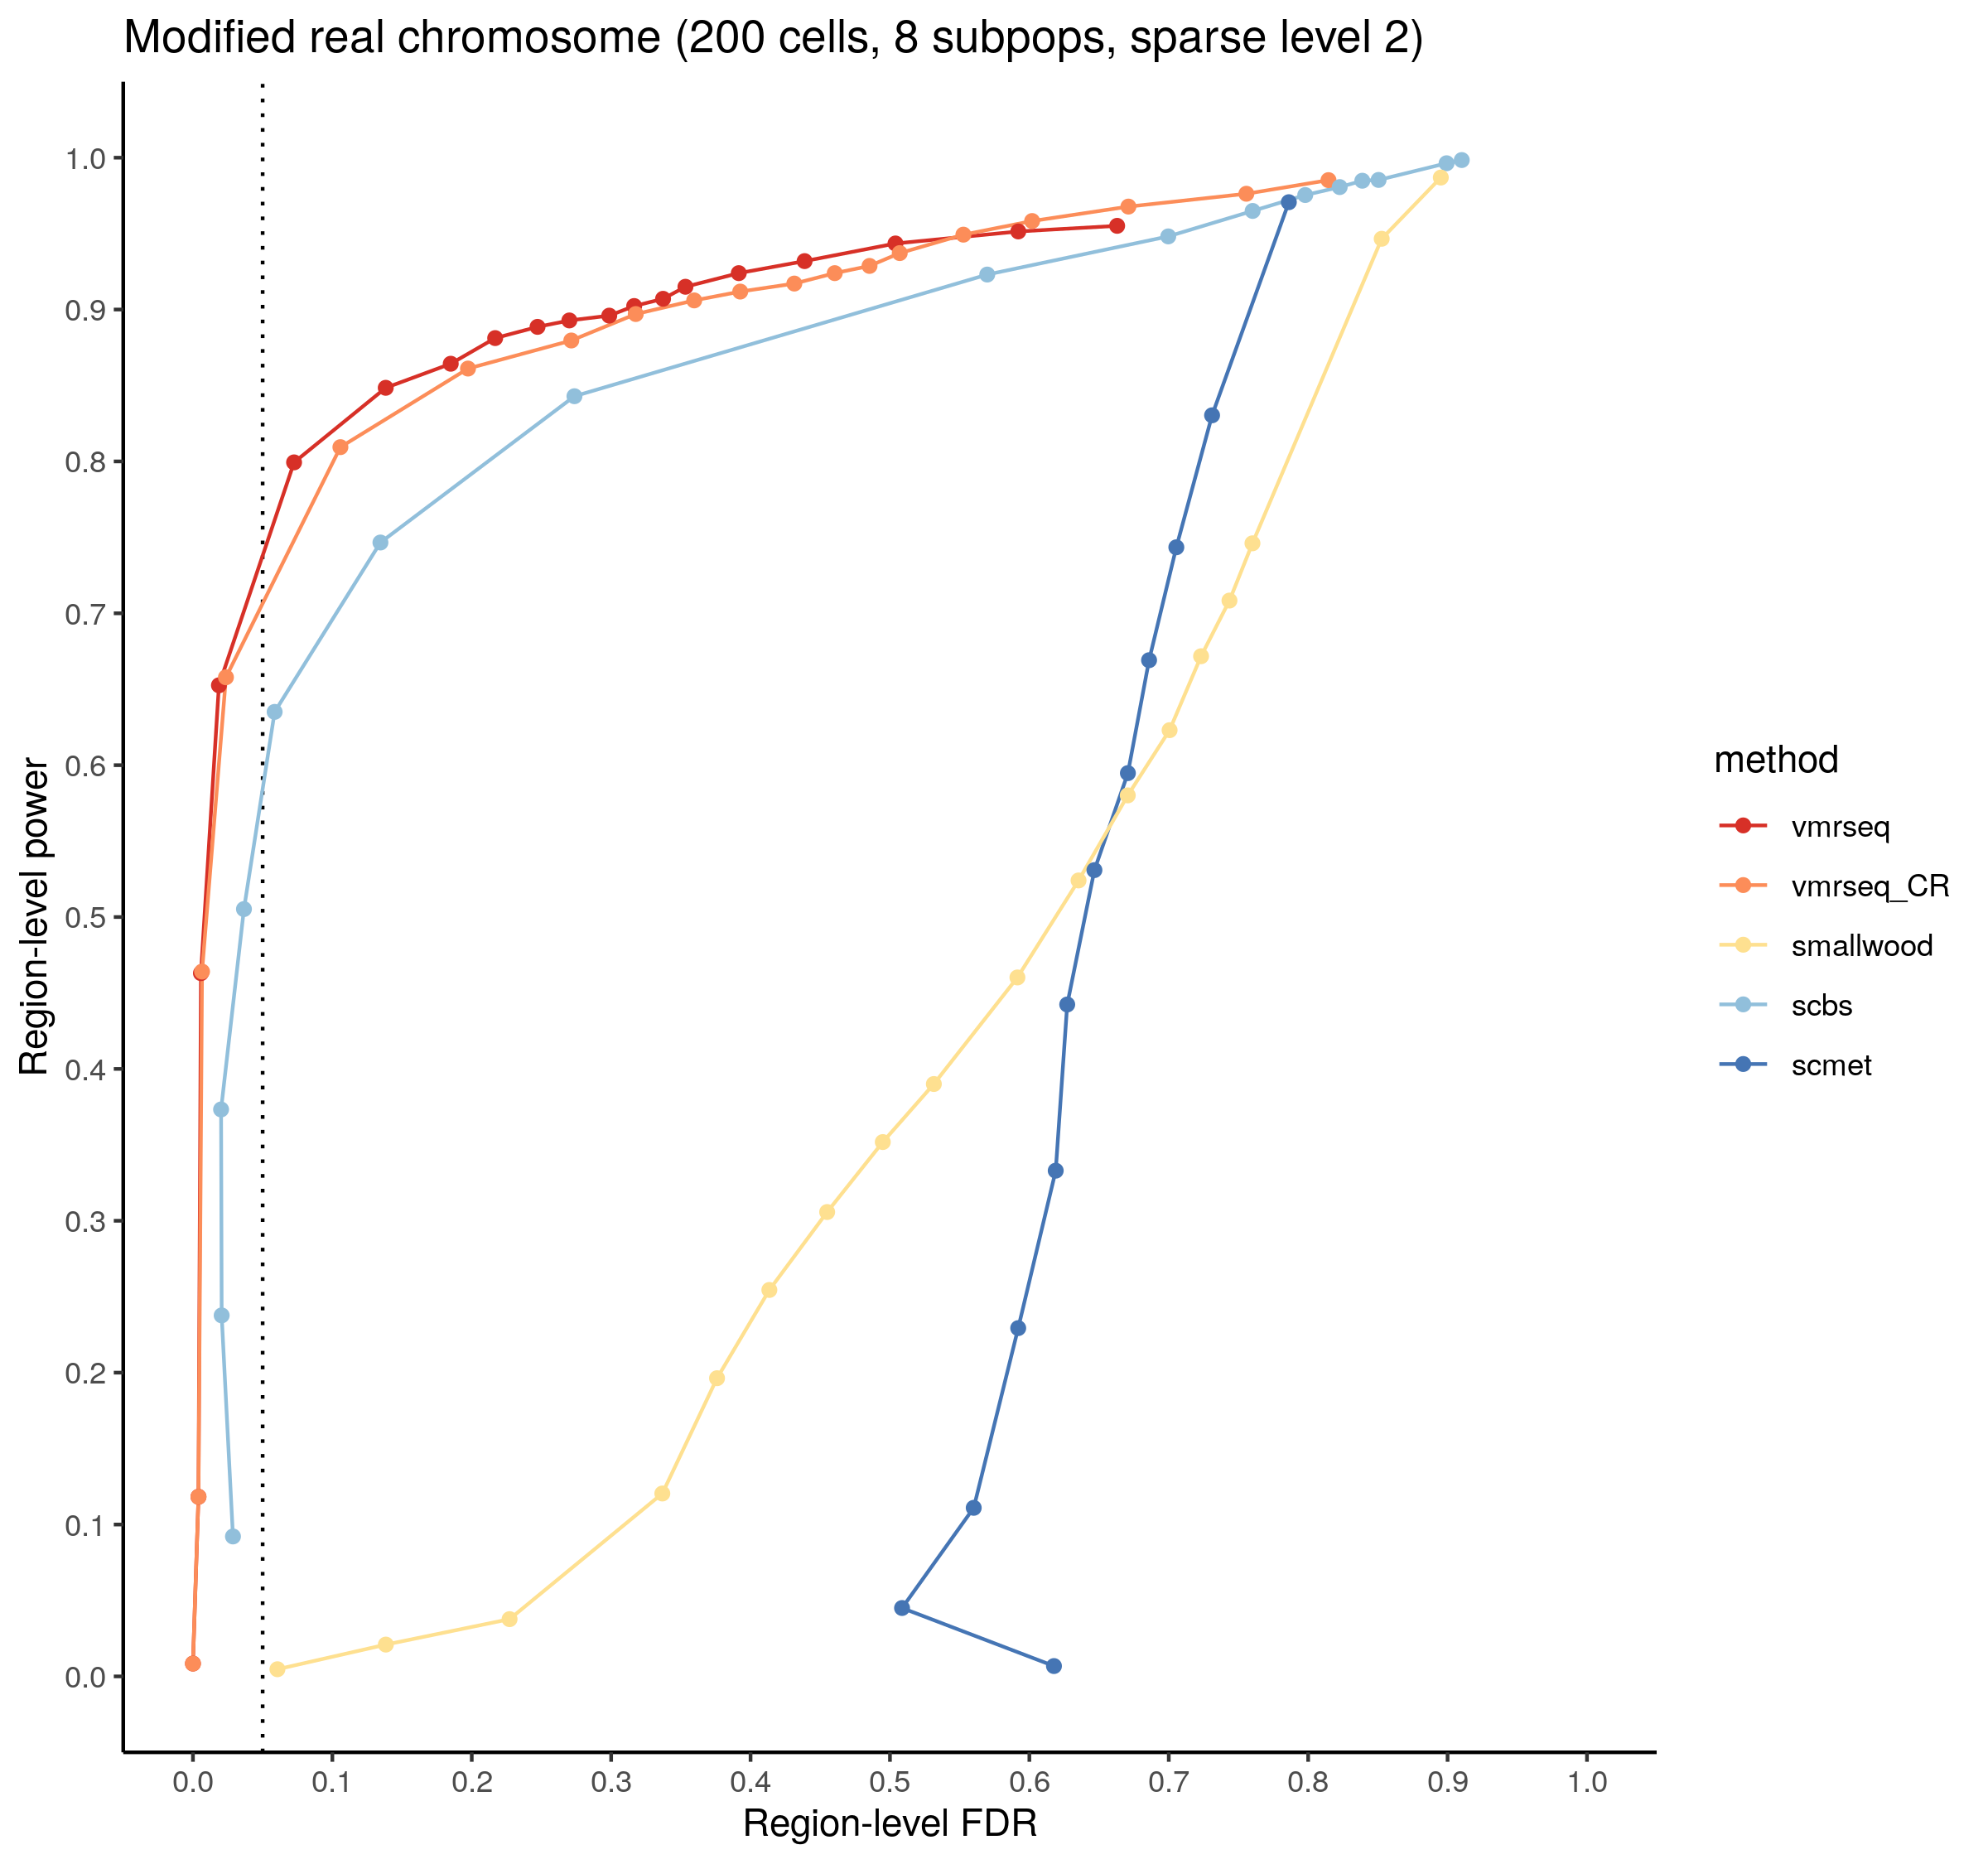 Modified real chromosome (200 cells, 8 subpops, sparse level 2)
Region-level power
1.0
0.9
0.8
0.7
0.6
0.5
0.4
0.3
0.2
0.1
0.0
0.0 0.1 0.2 0.3 0.4 0.5 0.6 0.7 0.8 0.9 1.0
Region-level FDR
method
vmrseq
vmrseq_CR
smallwood
scbs
scmet